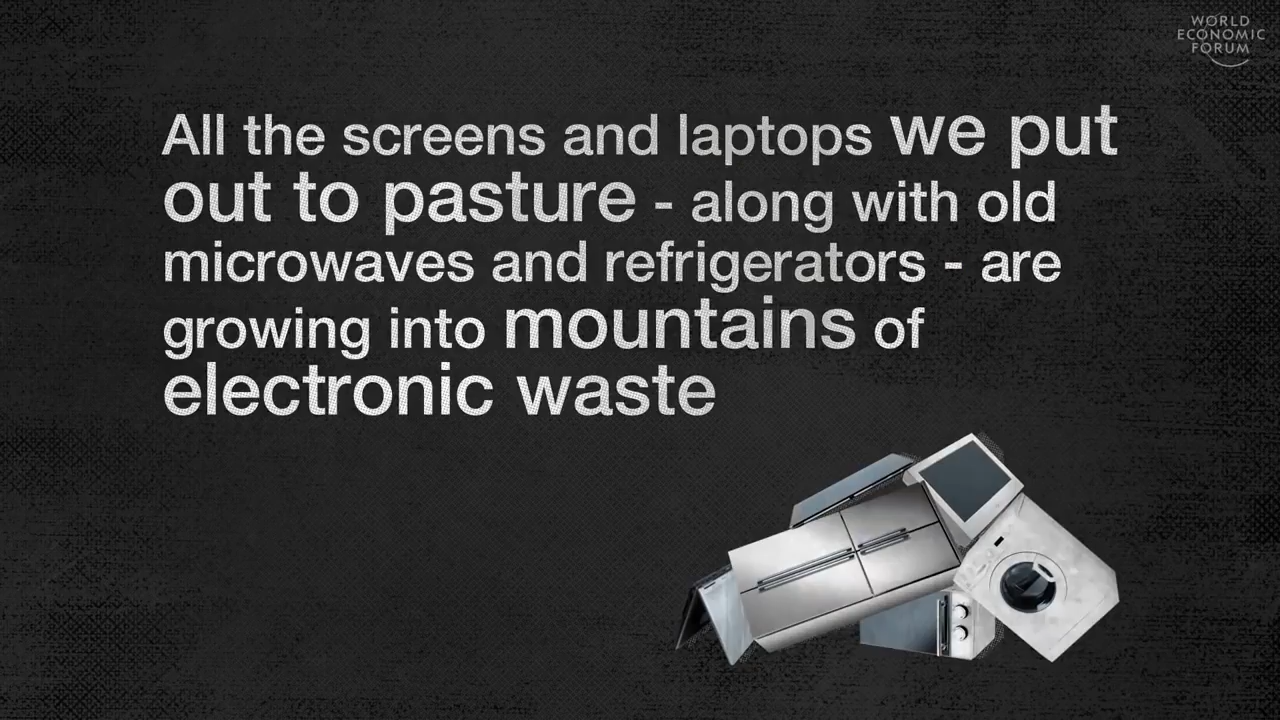 WORLD
ECONOMIC
FORUM
All the screens and laptops we put
out to pasture - along with old
microwaves and refrigerators - are
growing into mountains of
electronic waste